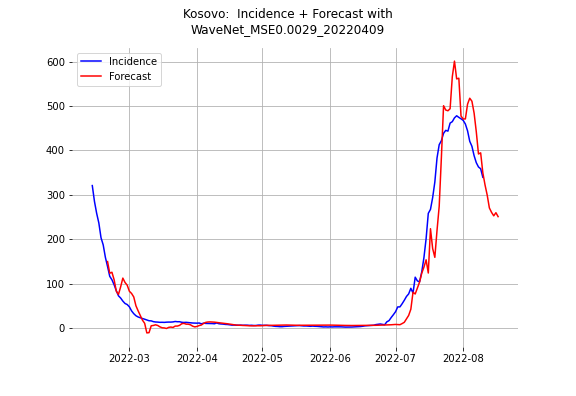 Kosovo:  Incidence + Forecast with
WaveNet_MSE0.0029_20220409
Incidence
Forecast
600
500
400
300
200
100
0
2022-03 2022-04 2022-05 2022-06 2022-07 2022-08